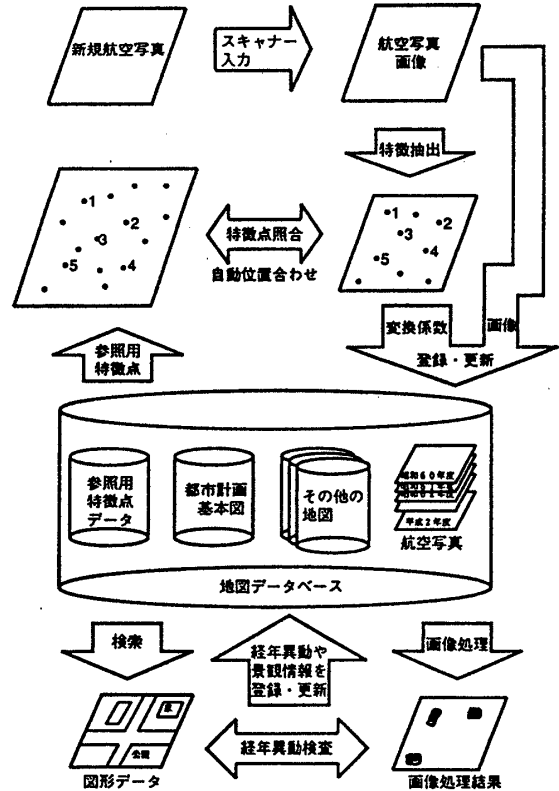 新規航空写真
スキャナー
入力
航空写真
画像
特徴抽出
1
2
3
4
5
特徴点照合
自動位置合わせ
1
2
3
4
5
参照用
特徴点
変換係数
画像
登録・更新
参照用
特徴点
データ
都市計画
基本図
その他の
地図
昭和60年度
平成2年度
航空写真
地図データベース
検索
経年異動や
景観情報を
登録・更新
画像処理
経年異動検査
図形データ
画像処理結果